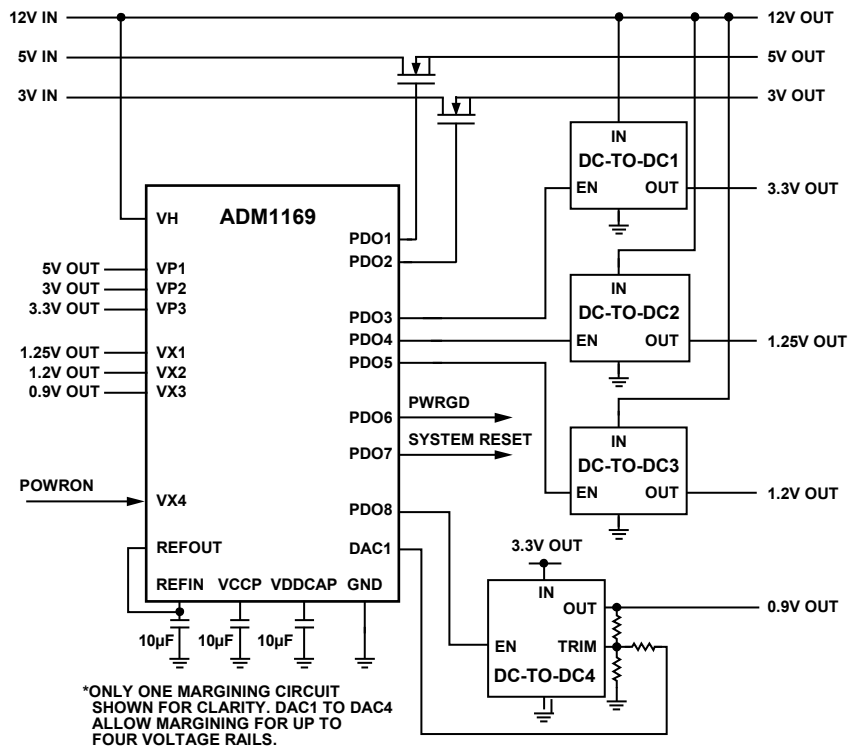 12V IN
12V OUT
5V IN
5V OUT
3V IN
3V OUT
IN
DC-TO-DC1
EN OUT
3.3V OUT
ADM1169
VH
PDO1
PDO2
5V OUT VP1
3V OUT VP2
3.3V OUT VP3
IN
DC-TO-DC2
EN OUT
1.25V OUT
PDO3
PDO4
PDO5
1.25V OUT VX1
1.2V OUT VX2
0.9V OUT VX3
PDO6 PWRGD
PDO7 SYSTEM RESET
IN
DC-TO-DC3
EN OUT
1.2V OUT
POWRON
VX4
PDO8
REFOUT
DAC1
3.3V OUT
REFIN VCCP VDDCAP GND
IN
OUT
0.9V OUT
EN
TRIM
DC-TO-DC4
10µF 10µF 10µF
*ONLY ONE MARGINING CIRCUIT
SHOWN FOR CLARITY. DAC1 TO DAC4
ALLOW MARGINING FOR UP TO
FOUR VOLTAGE RAILS.